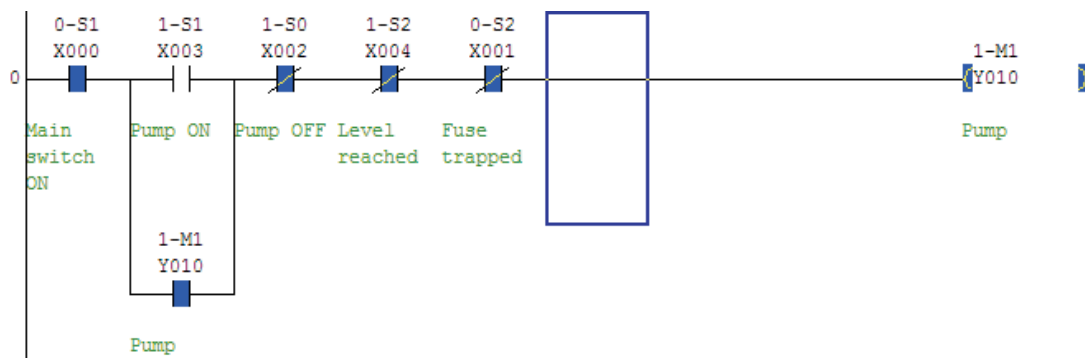 0-S1 1-S1 1-S0 1-S2 0-S2
X000 X003 X002 X004 X001 1-M1
0 Y010
Main Pump ON Pump OFF Level Fuse Pump
switch reached trapped
ON
1-M1
Y010
Pump